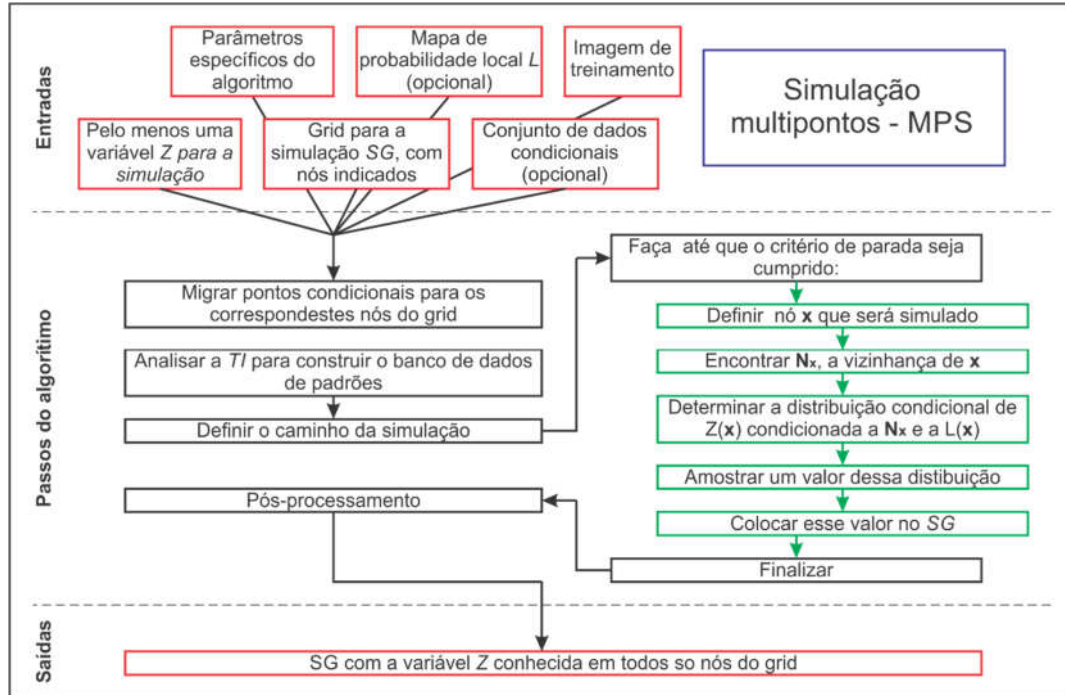 Entradas
Parâmetros
específicos do
algoritmo
Mapa de
probabilidade local L
(opcional)
Imagem de
treinamento
Simulação
multipontos - MPS
Pelo menos uma
variável Z para a
simulação
Grid para a
simulação SG, com
nós indicados
Conjunto de dados
condicionais
(opcional)
Passos do algorítimo
Migrar pontos condicionais para os
correspondestes nós do grid
Analisar a TI para construir o banco de dados
de padrões
Definir o caminho da simulação
Faça até que o critério de parada seja
cumprido:
Definir nó x que será simulado
Encontrar Nx, a vizinhança de x
Determinar a distribuição condicional de
Z(x) condicionada a Nx e a L(x)
Amostrar um valor dessa distibuição
Colocar esse valor no SG
Finalizar
Pós-processamento
Saídas
SG com a variável Z conhecida em todos so nós do grid